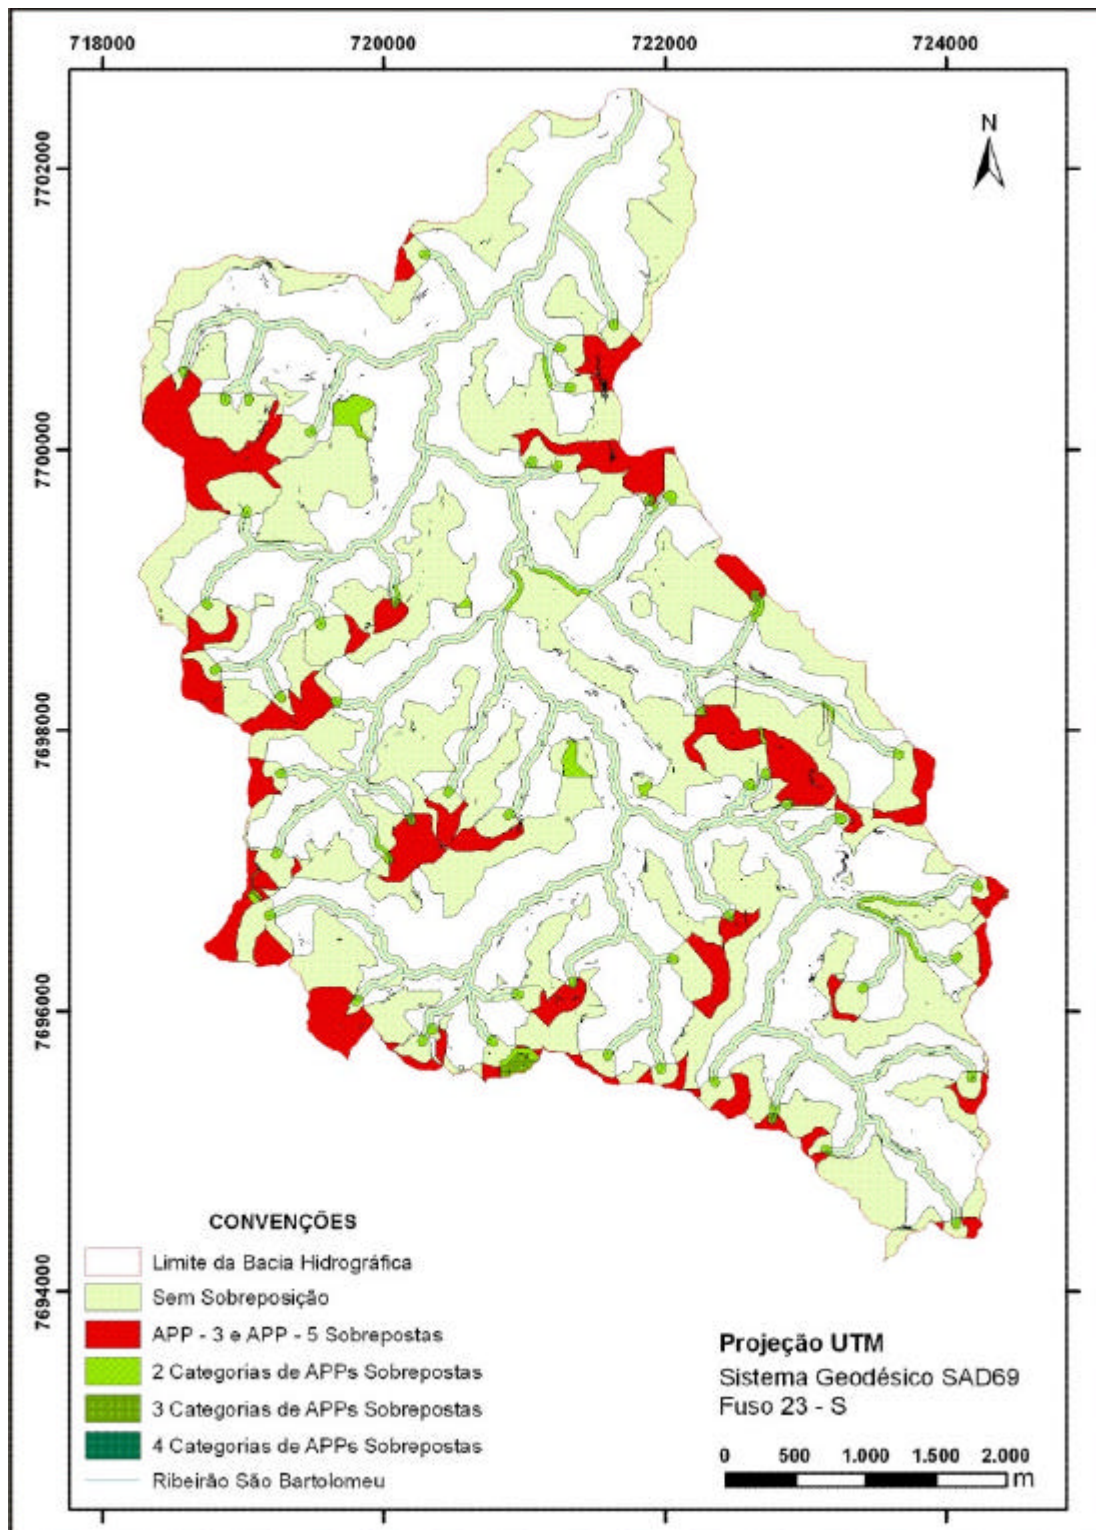 718000 720000 722000 724000
N
7702000
7700000
7698000
7696000
7694000
CONVENÇÕES
Limite da Bacia Hidrográfica
Sem Sobreposição
APP - 3 e APP - 5 Sobrepostas
2 Categorias de APPs Sobrepostas
3 Categorias de APPs Sobrepostas
4 Categorias de APPs Sobrepostas
Ribeirão São Bartolomeu
Projeção UTM
Sistema Geodésico SAD69
Fuso 23 - S
0 500 1.000 1.500 2.000
m